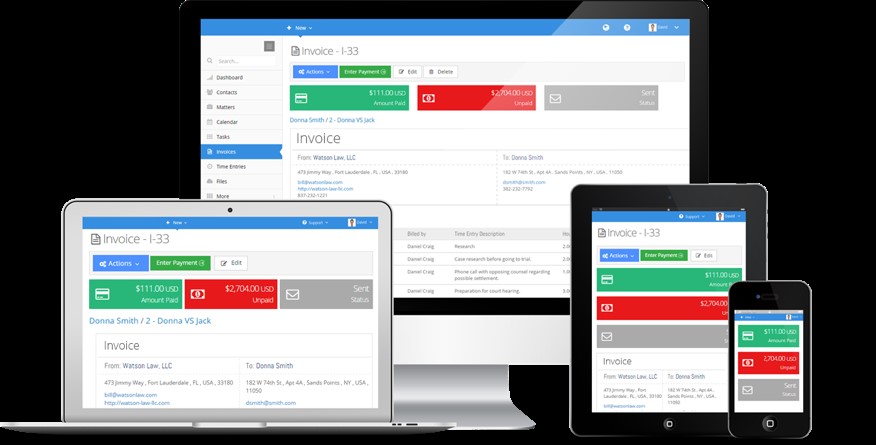 New
David
Invoice - I-33
Search...
Actions
Enter Payment
Edit
Delete
Dashboard
Contacts
Matters
Calendar
Tasks
Invoices
Time Entries
Files
More
$111.00 USD
Amount Paid
$2,704.00 USD
Unpaid
Sent
Status
Donna Smith / 2 - Donna VS Jack
Invoice
From: Watson Law, LLC
To: Donna Smith
473 Jimmy Way , Fort Lauderdale , FL , USA , 33180
182 W 74th St , Apt 4A , Sands Points , NY , USA , 11050
bill@watsonlaw.com
dsmith@smith.com
http://watson-law-llc.com
382-232-7792
637-232-1221
Billed by
Time Entry Description
Daniel Craig
Research
Daniel Craig
Case research before going to trial.
Daniel Craig
Phone call with opposing counsel regarding
possible settlement.
Daniel Craig
Preparation for court hearing.
New
Support
David
Invoice - I-33
Actions
Enter Payment
Edit
$111.00 USD
Amount Paid
$2,704.00 USD
Unpaid
Sent
Status
Donna Smith / 2 - Donna VS Jack
Invoice
From: Watson Law, LLC
To: Donna Smith
473 Jimmy Way , Fort Lauderdale , FL , USA , 33180
182 W 74th St , Apt 4A , Sands Points , NY , USA ,
11050
bill@watsonlaw.com
http://watson-law-llc.com
dsmith@smith.com
New
Support
David
Invoice - I-33
Actions
Enter Payment
Edit
$111.00 USD
Amount Paid
$2,704.00
Unpaid
Invoice
From: Watson Law, LLC
To: Donna Smith
473 Jimmy Way , Fort
Lauderdale , FL , USA , 33180
182 W 74th St , Apt 4A ,
Sands Points , NY , USA ,
11050
bill@watsonlaw.com
New
$111.00 USD
Amount Paid
2,704.00 USD
Unpaid
Sent
Status